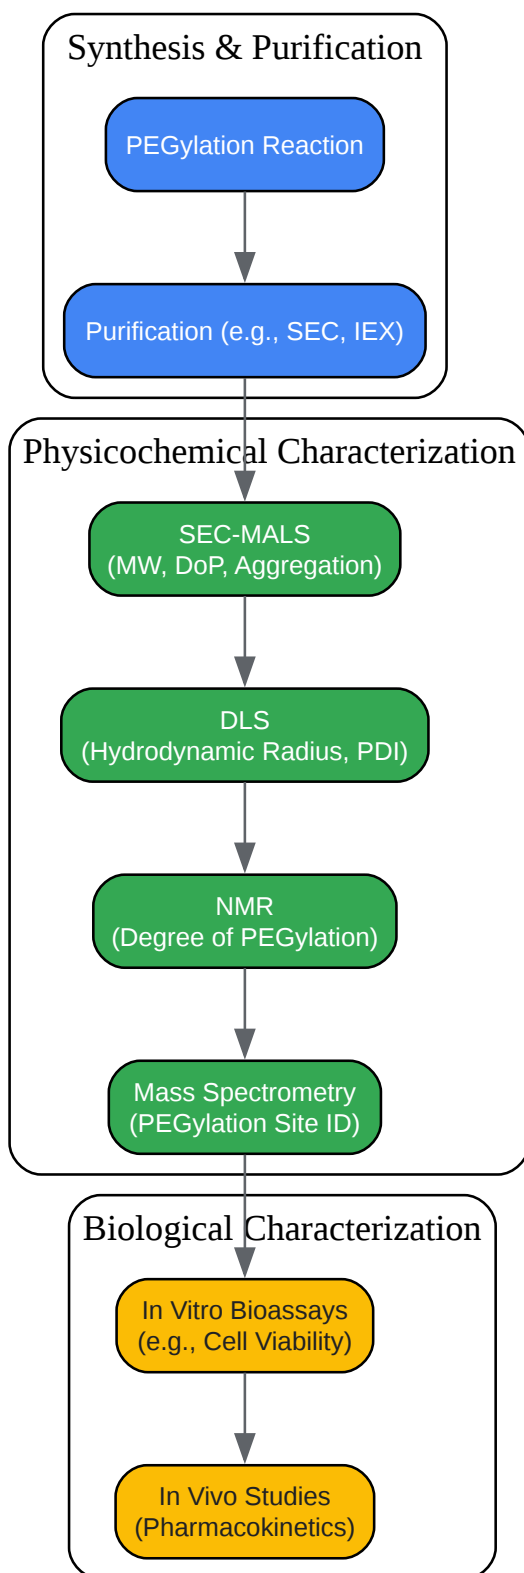 Synthesis & Purification
PEGylation Reaction
Purification (e.g., SEC, IEX)
Physicochemical Characterization
SEC-MALS
(MW, DoP, Aggregation)
DLS
(Hydrodynamic Radius, PDI)
NMR
(Degree of PEGylation)
Mass Spectrometry
(PEGylation Site ID)
Biological Characterization
In Vitro Bioassays
(e.g., Cell Viability)
In Vivo Studies
(Pharmacokinetics)